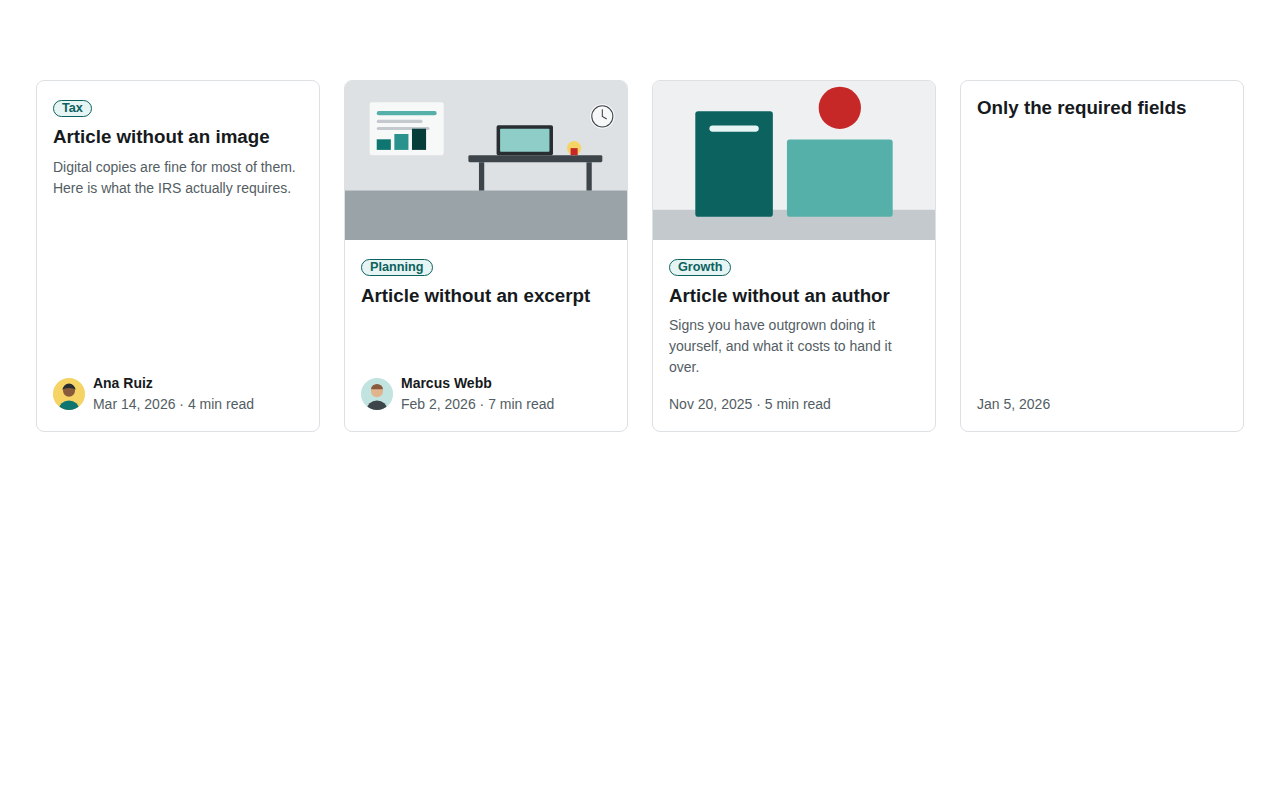 Tax
Article without an image
Digital copies are fine for most of them.
Here is what the IRS actually requires.
Ana Ruiz
Mar 14, 2026 · 4 min read
Planning
Article without an excerpt
Marcus Webb
Feb 2, 2026 · 7 min read
Growth
Article without an author
Signs you have outgrown doing it
yourself, and what it costs to hand it
over.
Nov 20, 2025 · 5 min read
Only the required fields
Jan 5, 2026